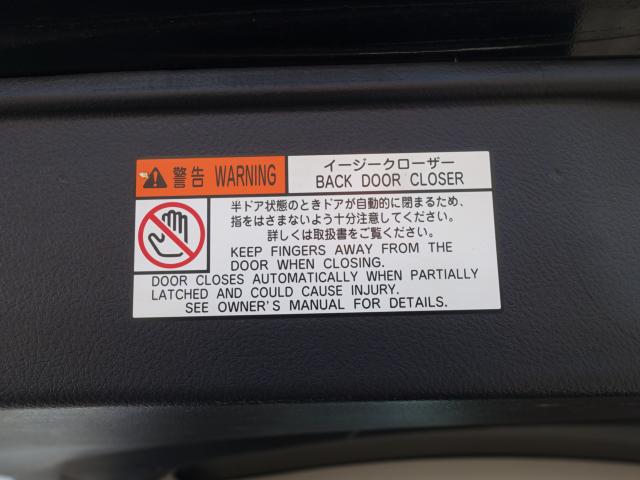 警告 WARNING
イージークローザー
BACK DOOR CLOSER
半ドア状態のときドアが自動的に閉まるため、
指をはさまないよう十分注意してください。
詳しくは取扱書をご覧ください。
KEEP FINGERS AWAY FROM THE
DOOR WHEN CLOSING.
DOOR CLOSES AUTOMATICALLY WHEN PARTIALLY
LATCHED AND COULD CAUSE INJURY.
SEE OWNER'S MANUAL FOR DETAILS.